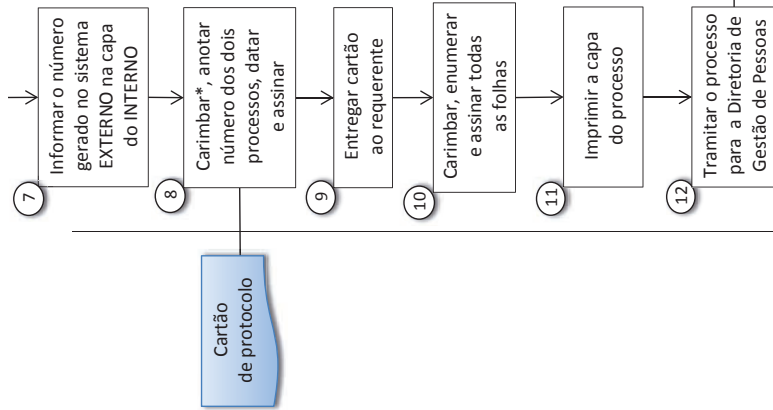 7
Informar o número
gerado no sistema
EXTERNO na capa
do INTERNO
8
Carimbar*, anotar
número dos dois
processos, datar
e assinar
Cartão
de protocolo
9
Entregar cartão
ao requerente
10
Carimbar, enumerar
e assinar todas
as folhas
11
Imprimir a capa
do processo
12
Tramitar o processo
para a Diretoria de
Gestão de Pessoas